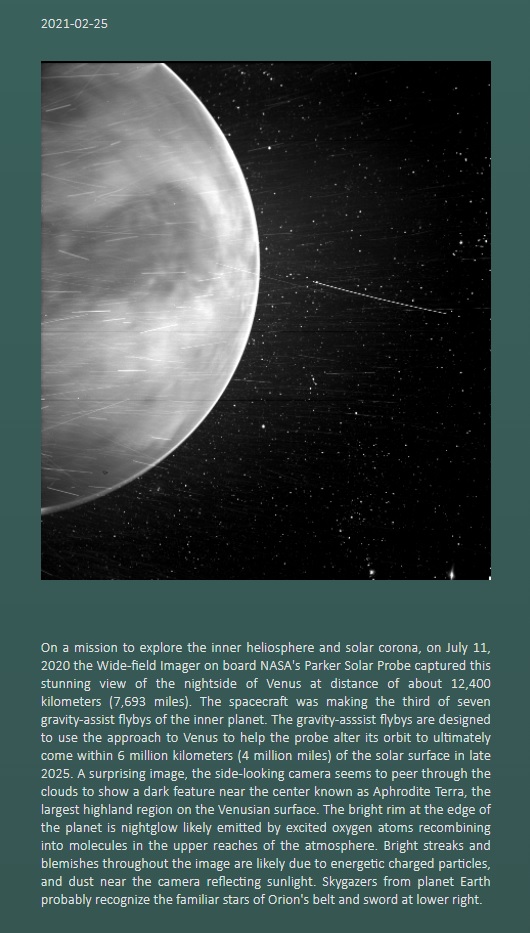 2021-02-25
On a mission to explore the inner heliosphere and solar corona, on July 11,
2020 the Wide-field Imager on board NASA's Parker Solar Probe captured this
stunning view of the nightside of Venus at distance of about 12,400
kilometers (7,693 miles). The spacecraft was making the third of seven
gravity-assist flybys of the inner planet. The gravity-asssist flybys are designed
to use the approach to Venus to help the probe alter its orbit to ultimately
come within 6 million kilometers (4 million miles) of the solar surface in late
2025. A surprising image, the side-looking camera seems to peer through the
clouds to show a dark feature near the center known as Aphrodite Terra, the
largest highland region on the Venusian surface. The bright rim at the edge of
the planet is nightglow likely emitted by excited oxygen atoms recombining
into molecules in the upper reaches of the atmosphere. Bright streaks and
blemishes throughout the image are likely due to energetic charged particles,
and dust near the camera reflecting sunlight. Skygazers from planet Earth
probably recognize the familiar stars of Orion's belt and sword at lower right.